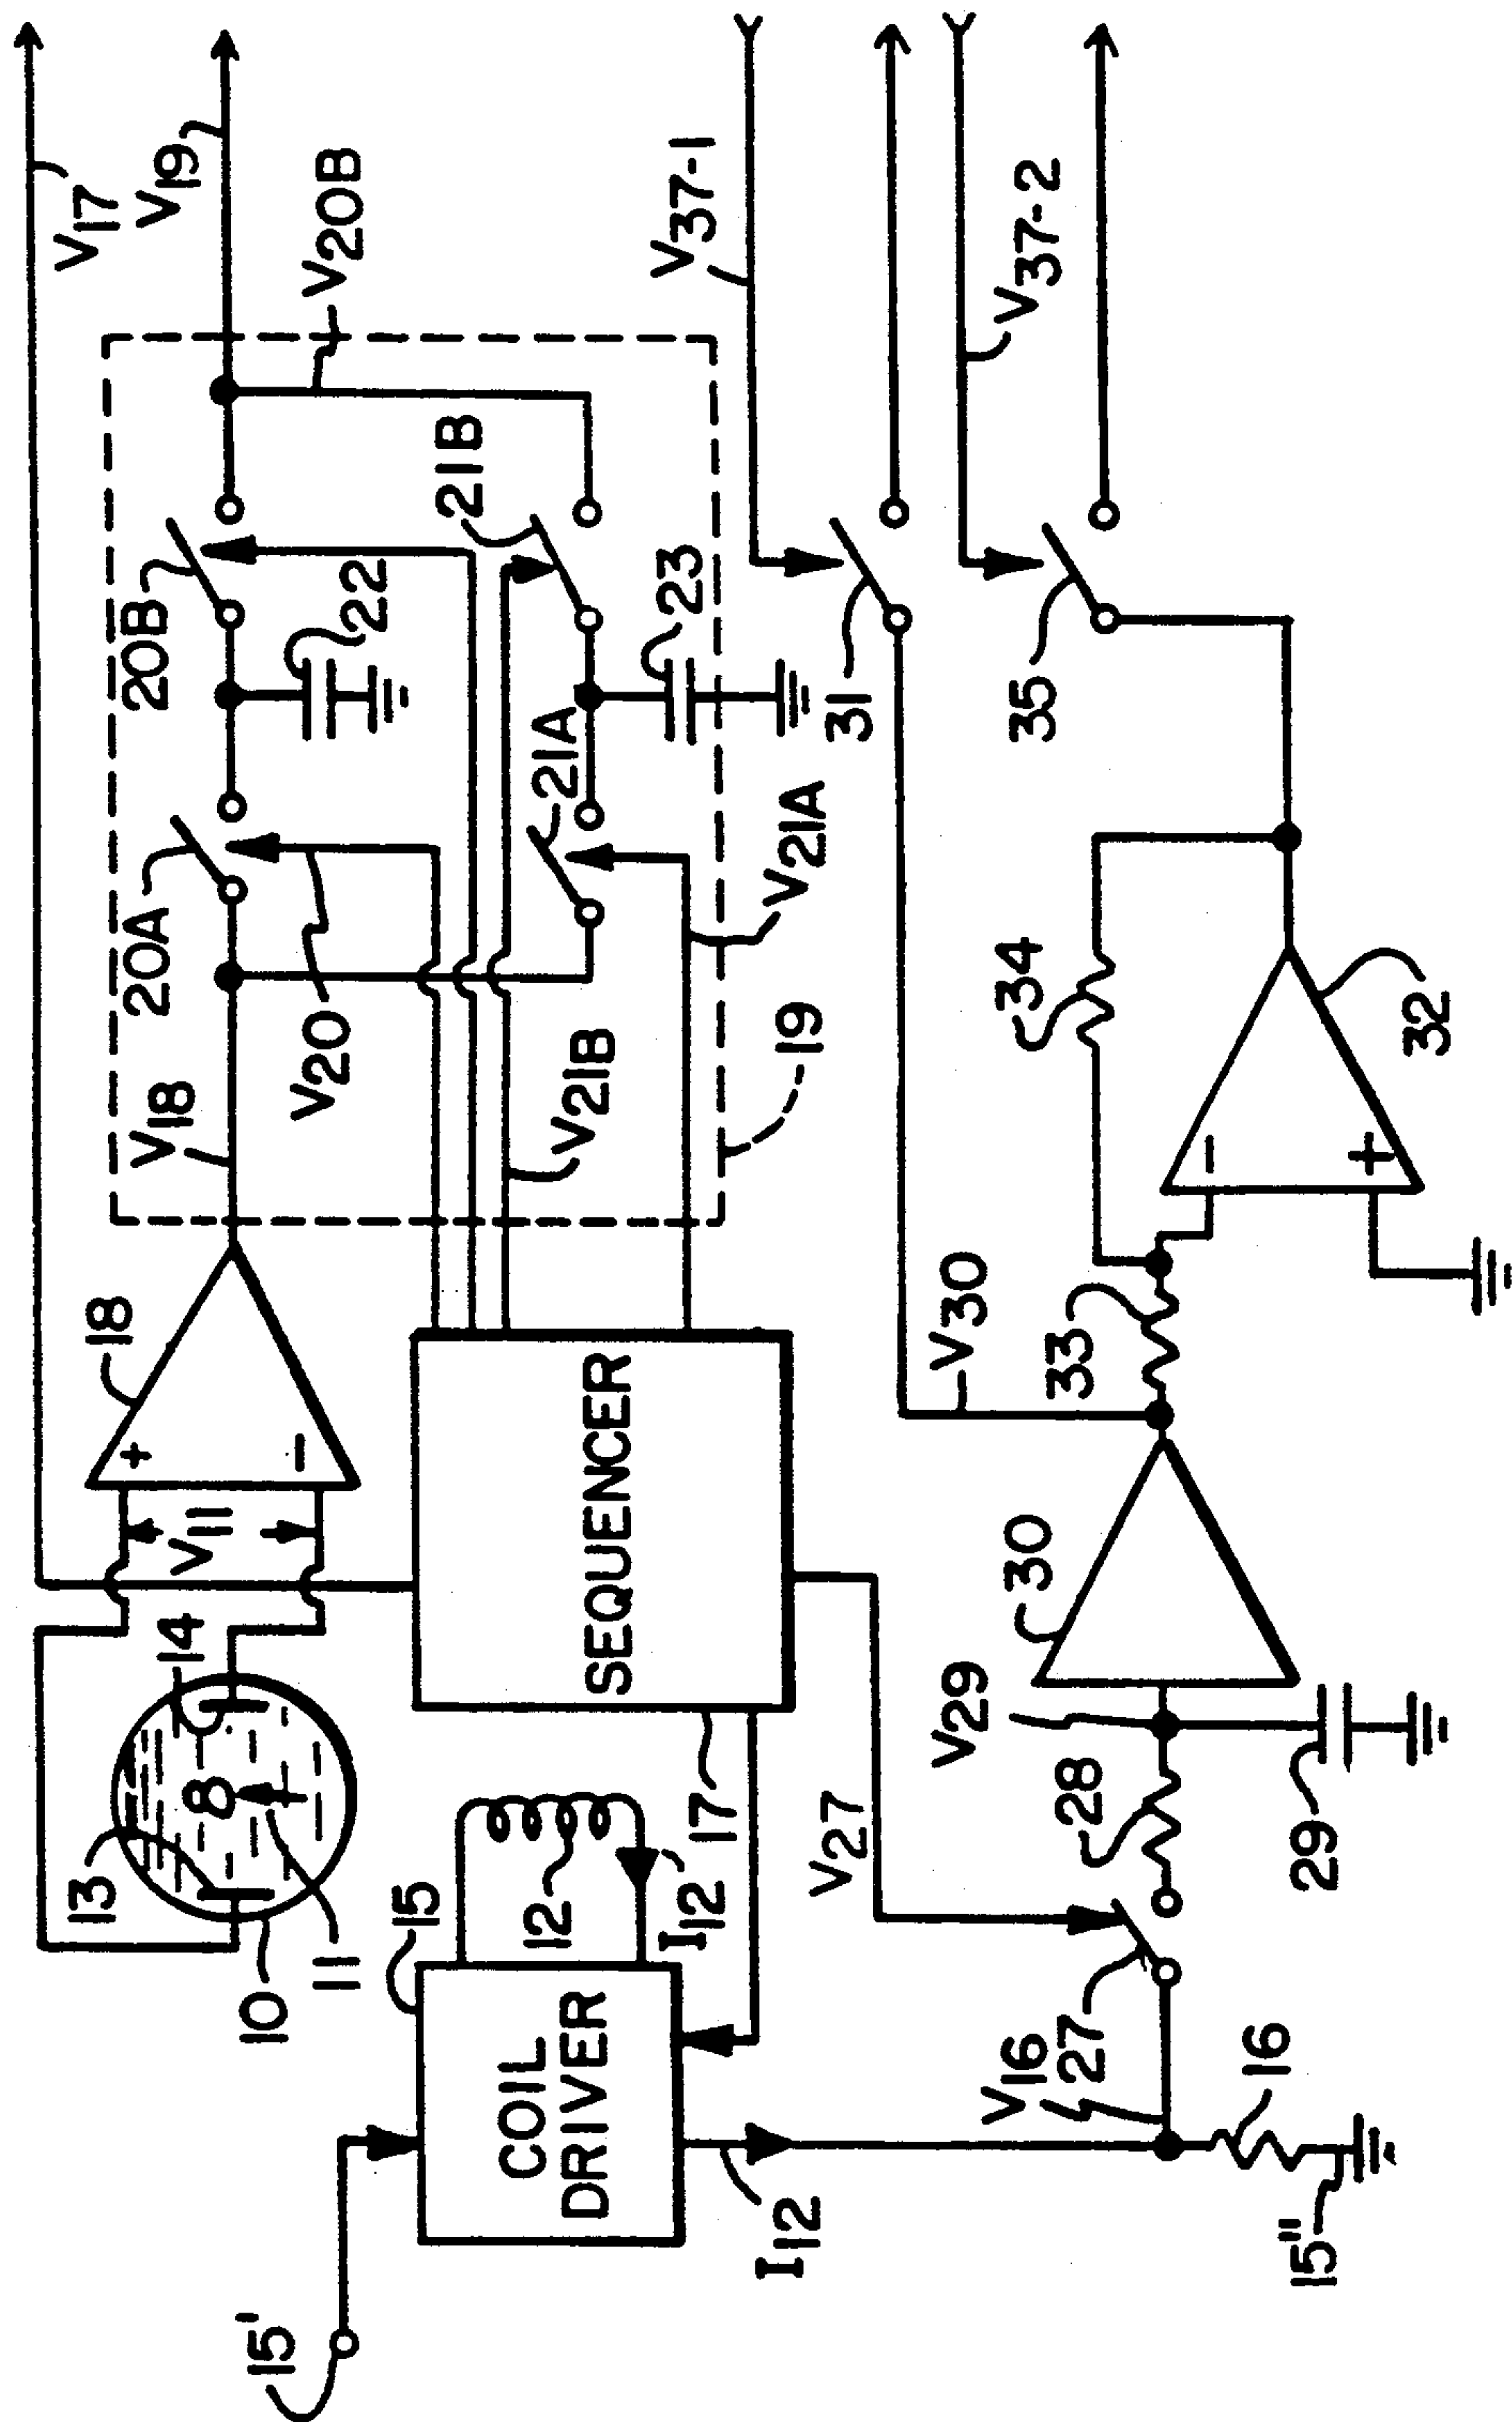 V17
V19
V20B
20B
22
20A
V20
V18
18
+
−
V11
14
13
8
11
10
21B
23
21A
V21A
V21B
19
SEQUENCER
17
12
I12'
15
COIL
DRIVER
15'
I12
V37-1
V37-2
31
35
V30
33
34
32
−
+
30
V29
28
29
V27
27
V16
16
15"